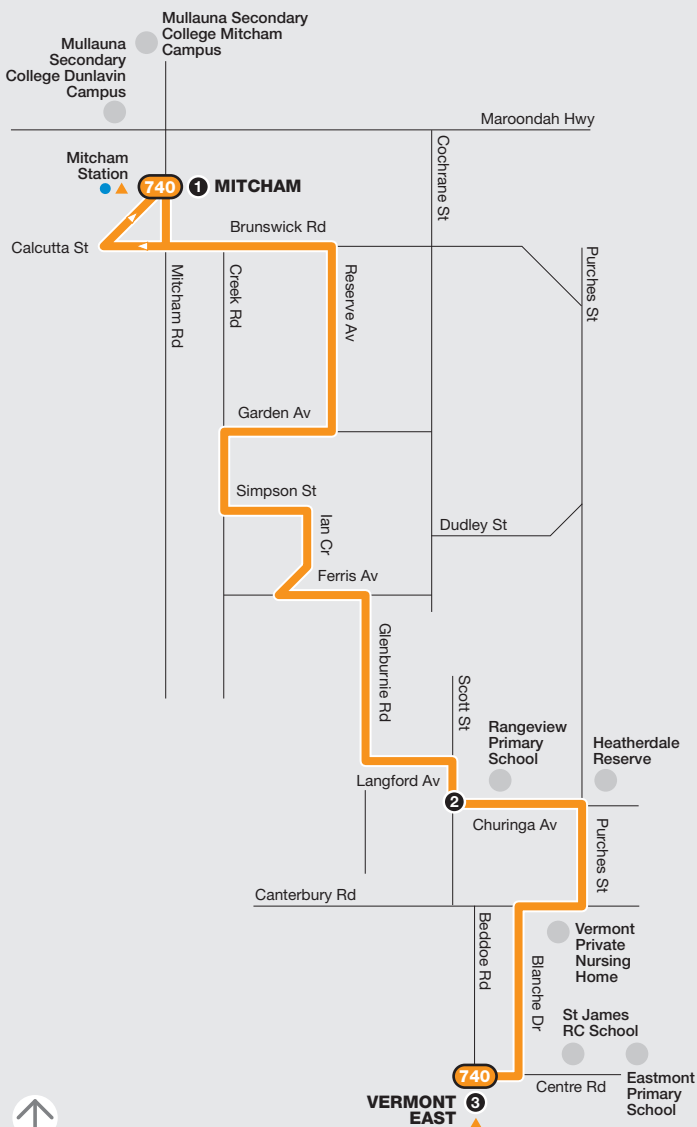 Mullauna Secondary
College Mitcham
Campus
Mullauna
Secondary
College Dunlavin
Campus
Maroondah Hwy
Mitcham
Station
740
1
MITCHAM
Cochrane St
Calcutta St
Brunswick Rd
Mitcham Rd
Creek Rd
Reserve Av
Purches St
Garden Av
Simpson St
Ian Cr
Dudley St
Ferris Av
Glenburnie Rd
Scott St
Rangeview
Primary
School
Heatherdale
Reserve
Langford Av
2
Churinga Av
Purches St
Canterbury Rd
Beddoe Rd
Blanche Dr
Vermont
Private
Nursing
Home
St James
RC School
740
Centre Rd
Eastmont
Primary
School
VERMONT
EAST
3